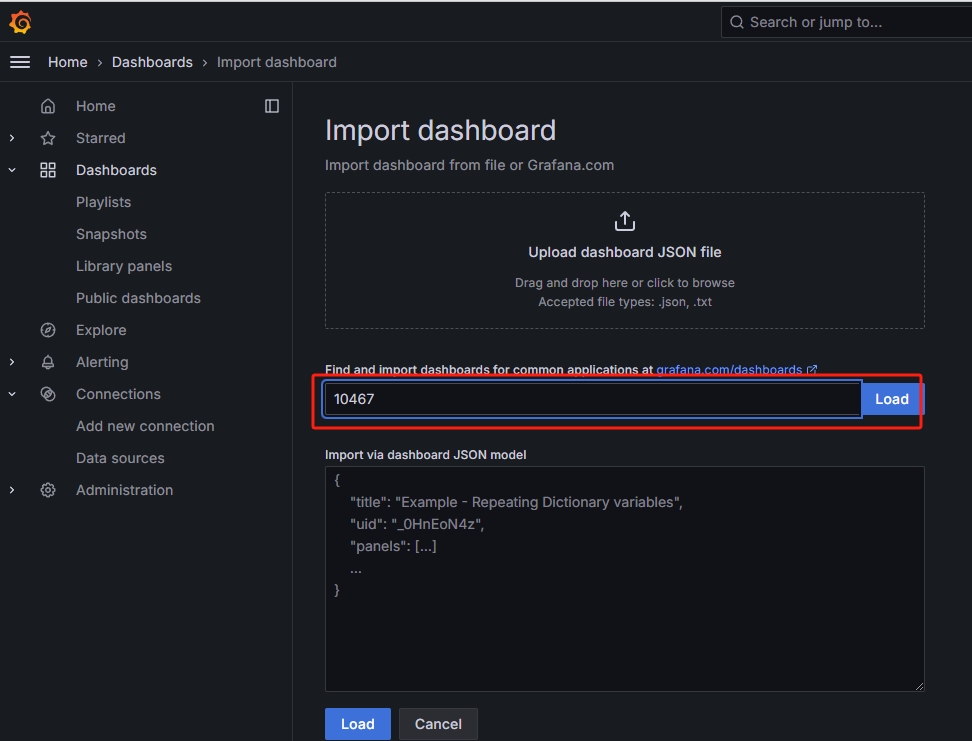 Search or jump to...
Home › Dashboards › Import dashboard
Home
Starred
Dashboards
Playlists
Snapshots
Library panels
Public dashboards
Explore
Alerting
Connections
Add new connection
Data sources
Administration
Import dashboard
Import dashboard from file or Grafana.com
Upload dashboard JSON file
Drag and drop here or click to browse
Accepted file types: .json, .txt
Find and import dashboards for common applications at grafana.com/dashboards
10467 Load
Import via dashboard JSON model
{
"title": "Example - Repeating Dictionary variables",
"uid": "_0HnEoN4z",
"panels": [...]
...
}
Load Cancel